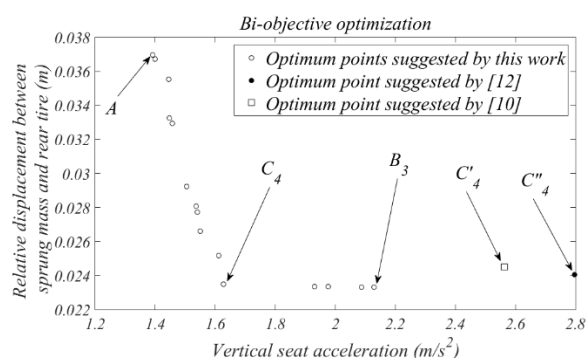 Bi-objective optimization
Relative displacement between
sprung mass and rear tire (m)
0.038
0.036
0.034
0.032
0.03
0.028
0.026
0.024
0.022
○ Optimum points suggested by this work
● Optimum point suggested by [12]
□ Optimum point suggested by [10]
A
C₄
B₃
C′₄
C″₄
1.2 1.4 1.6 1.8 2 2.2 2.4 2.6 2.8
Vertical seat acceleration (m/s²)